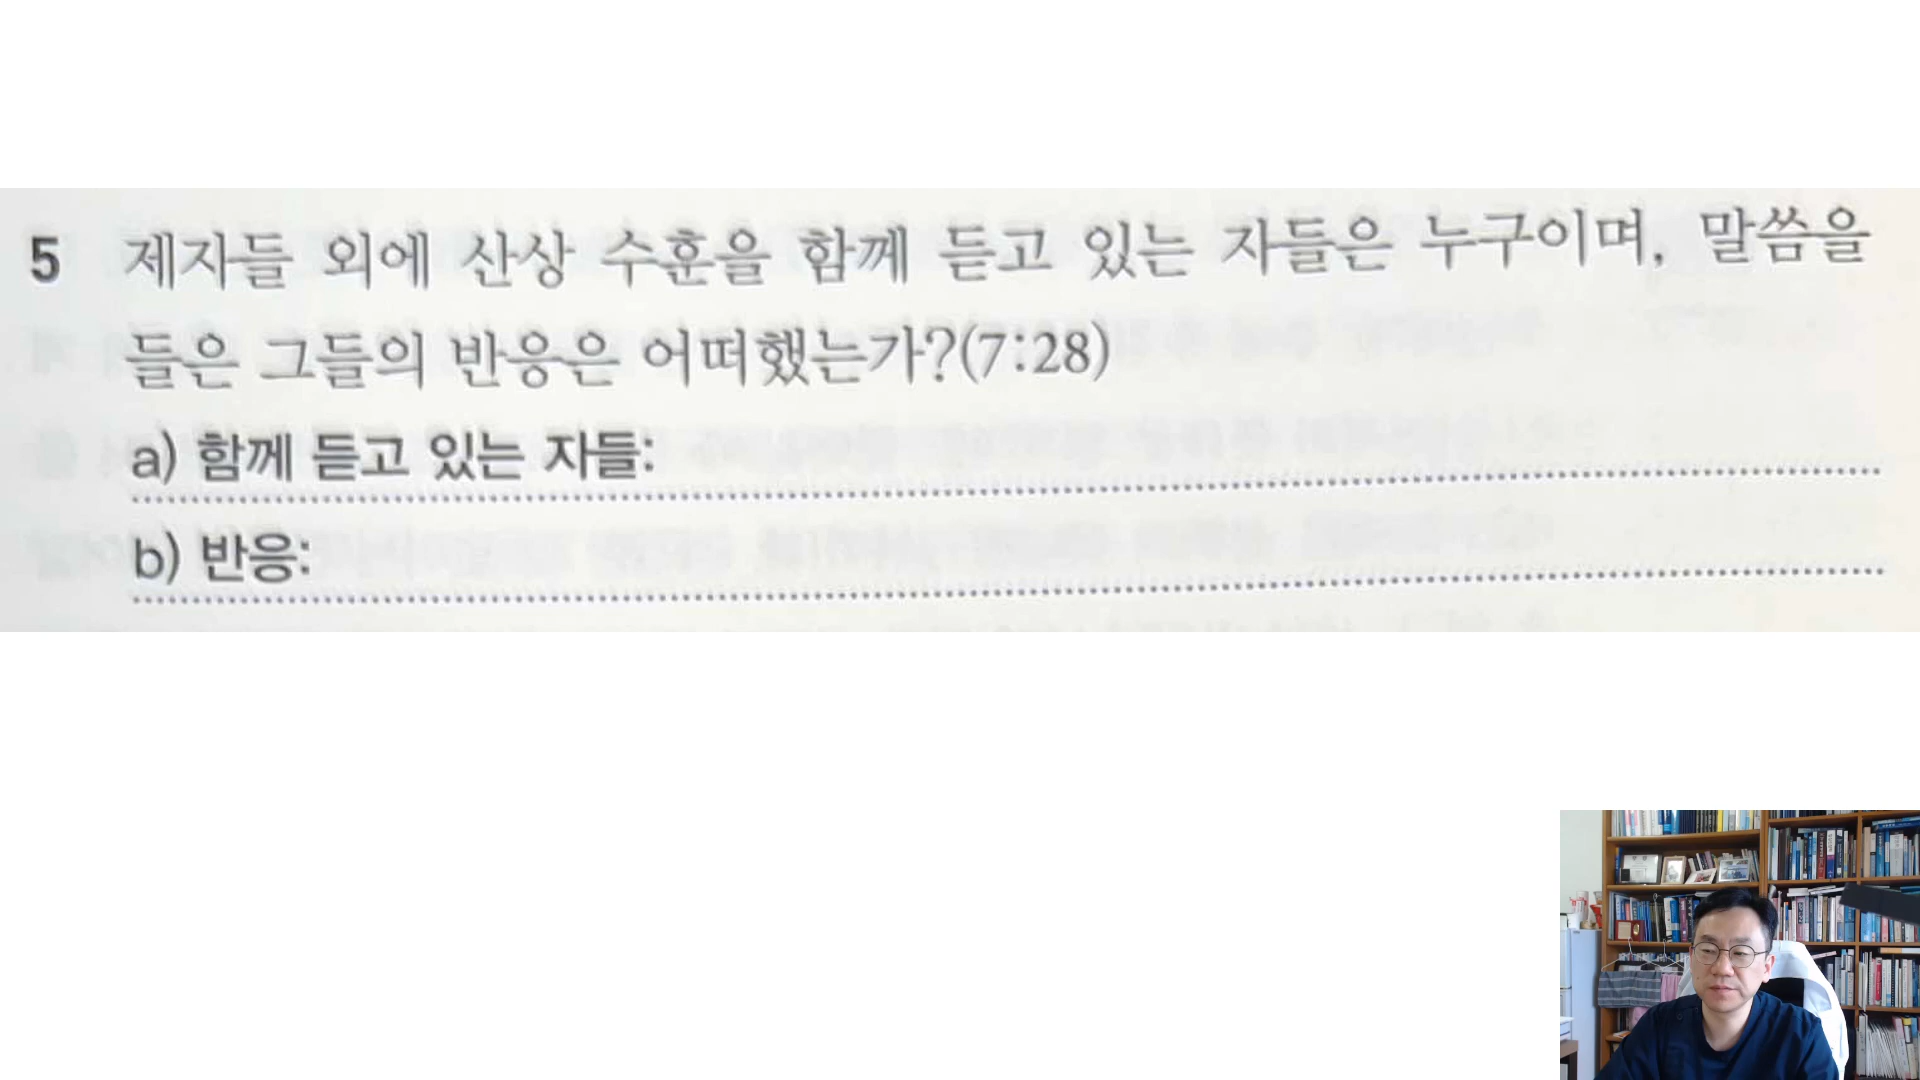 5 제자들 외에 산상 수훈을 함께 듣고 있는 자들은 누구이며, 말씀을
들은 그들의 반응은 어떠했는가?(7:28)
a) 함께 듣고 있는 자들:
b) 반응: